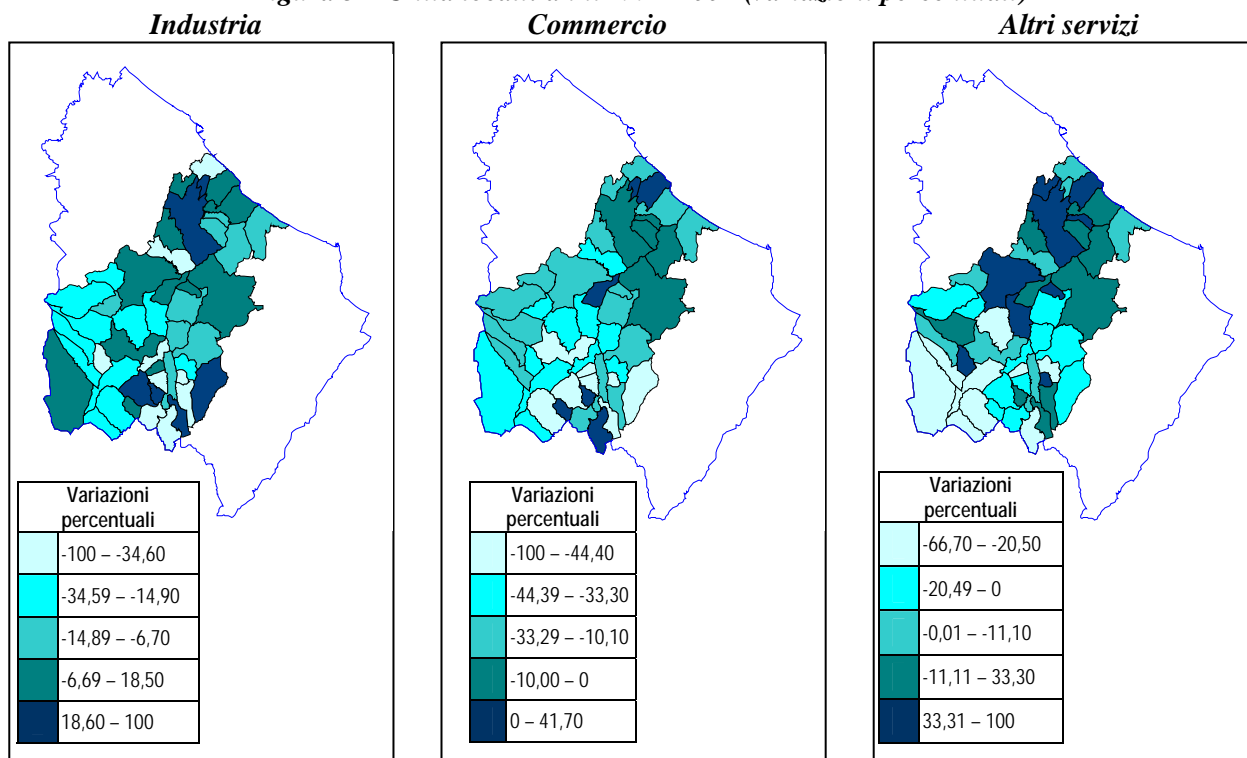 (variazioni percentuali)
Industria
Commercio
Altri servizi
Variazioni
percentuali
-100 – -34,60
-34,59 – -14,90
-14,89 – -6,70
-6,69 – 18,50
18,60 – 100
Variazioni
percentuali
-100 – -44,40
-44,39 – -33,30
-33,29 – -10,10
-10,00 – 0
0 – 41,70
Variazioni
percentuali
-66,70 – -20,50
-20,49 – 0
-0,01 – -11,10
-11,11 – 33,30
33,31 – 100